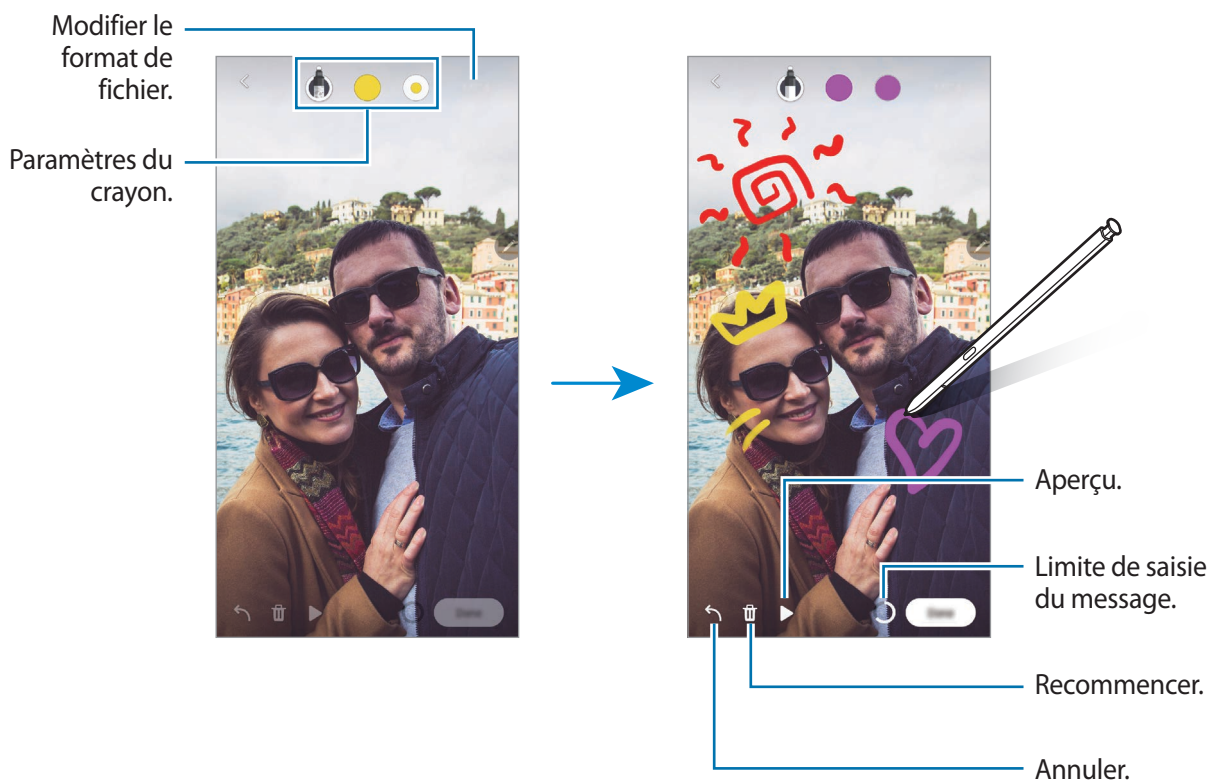 Modifier le
format de
fichier.
Paramètres du
crayon.
Aperçu.
Limite de saisie
du message.
Recommencer.
Annuler.